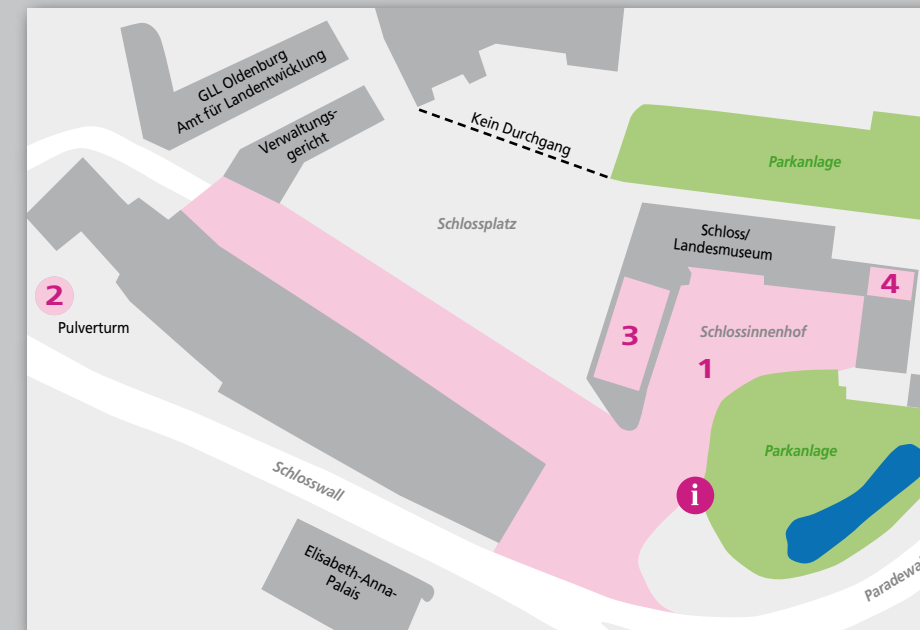 GLL Oldenburg
Amt für Landentwicklung
Verwaltungs-
gericht
Kein Durchgang
Parkanlage
Schlossplatz
Schloss/
Landesmuseum
4
2
Pulverturm
3
Schlossinnenhof
1
Parkanlage
Schlosswall
i
Elisabeth-Anna-
Palais